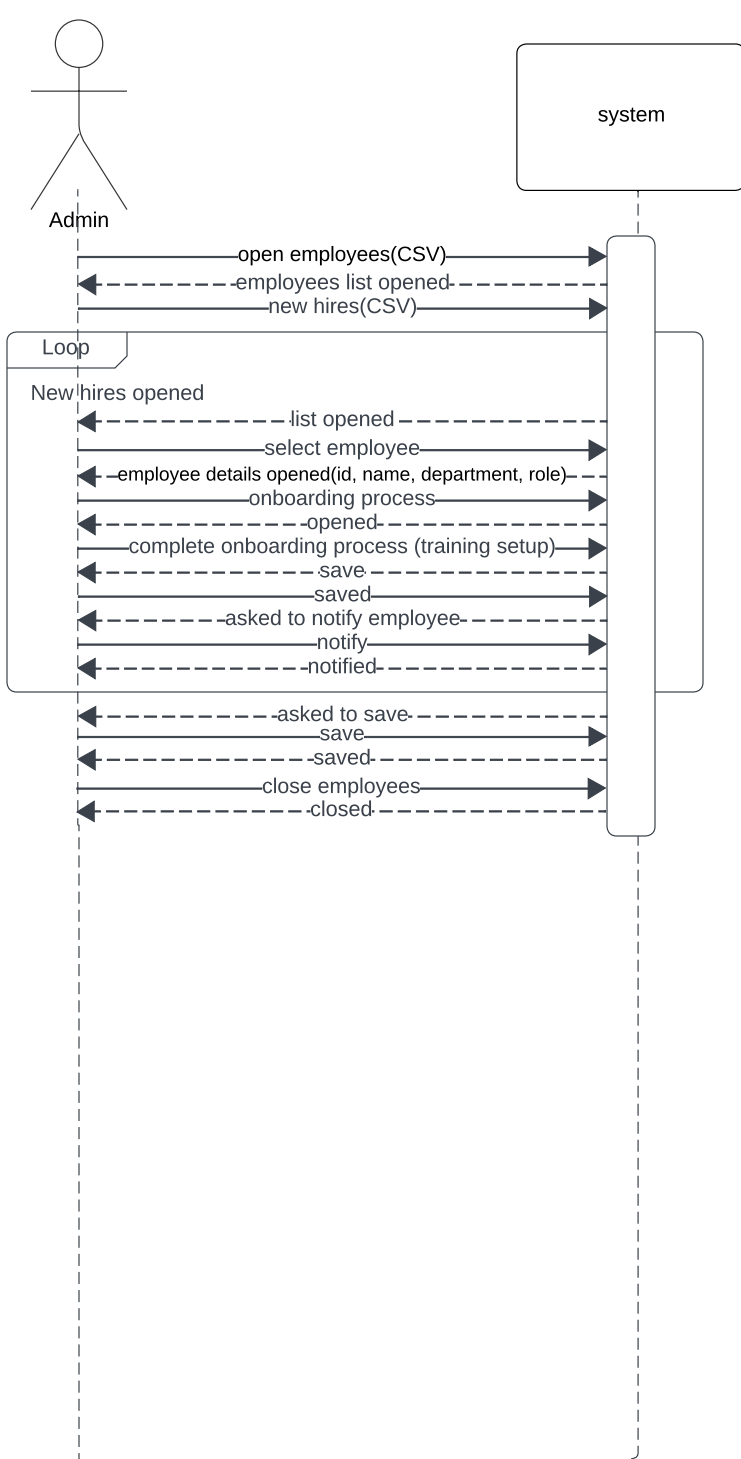 system
Admin
open employees(CSV)
employees list opened
new hires(CSV)
Loop
New hires opened
list opened
select employee
employee details opened(id, name, department, role)
onboarding process
opened
complete onboarding process (training setup)
save
saved
asked to notify employee
notify
notified
asked to save
save
saved
close employees
closed